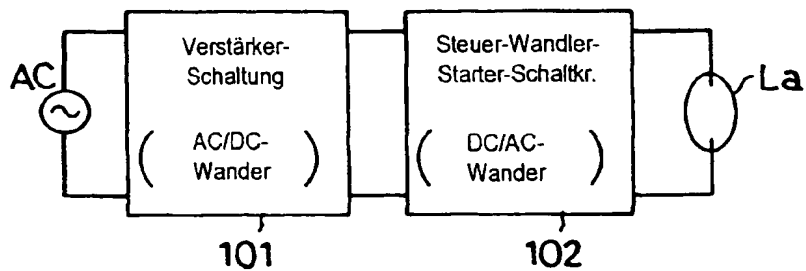 AC
Verstärker-
Schaltung
( AC/DC-
Wander )
101
Steuer-Wandler-
Starter-Schaltkr.
( DC/AC-
Wander )
102
La